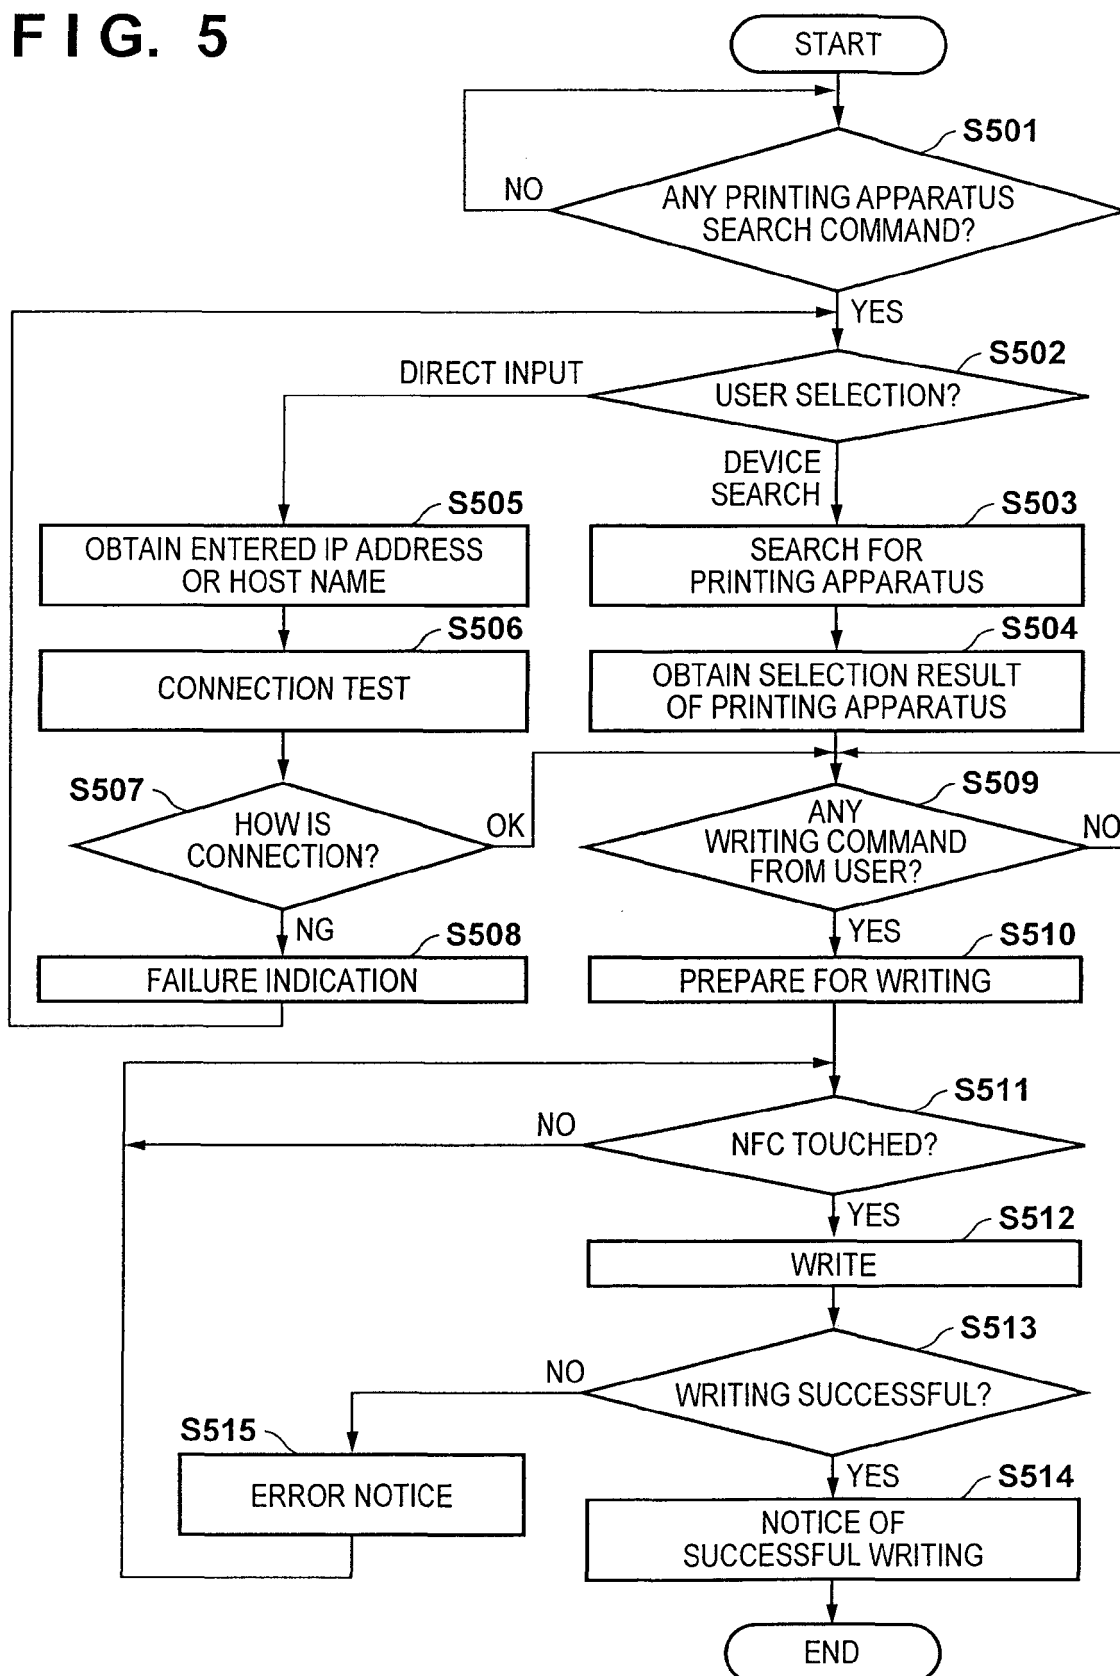 FIG. 5
START
S501
NO
ANY PRINTING APPARATUS
SEARCH COMMAND?
YES
S502
DIRECT INPUT
USER SELECTION?
DEVICE
SEARCH
S505
S503
OBTAIN ENTERED IP ADDRESS
OR HOST NAME
SEARCH FOR
PRINTING APPARATUS
S506
S504
CONNECTION TEST
OBTAIN SELECTION RESULT
OF PRINTING APPARATUS
S507
S509
HOW IS
CONNECTION?
OK
ANY
WRITING COMMAND
FROM USER?
NO
NG
YES
S508
S510
FAILURE INDICATION
PREPARE FOR WRITING
S511
NO
NFC TOUCHED?
YES
S512
WRITE
S513
NO
WRITING SUCCESSFUL?
S515
YES
S514
ERROR NOTICE
NOTICE OF
SUCCESSFUL WRITING
END